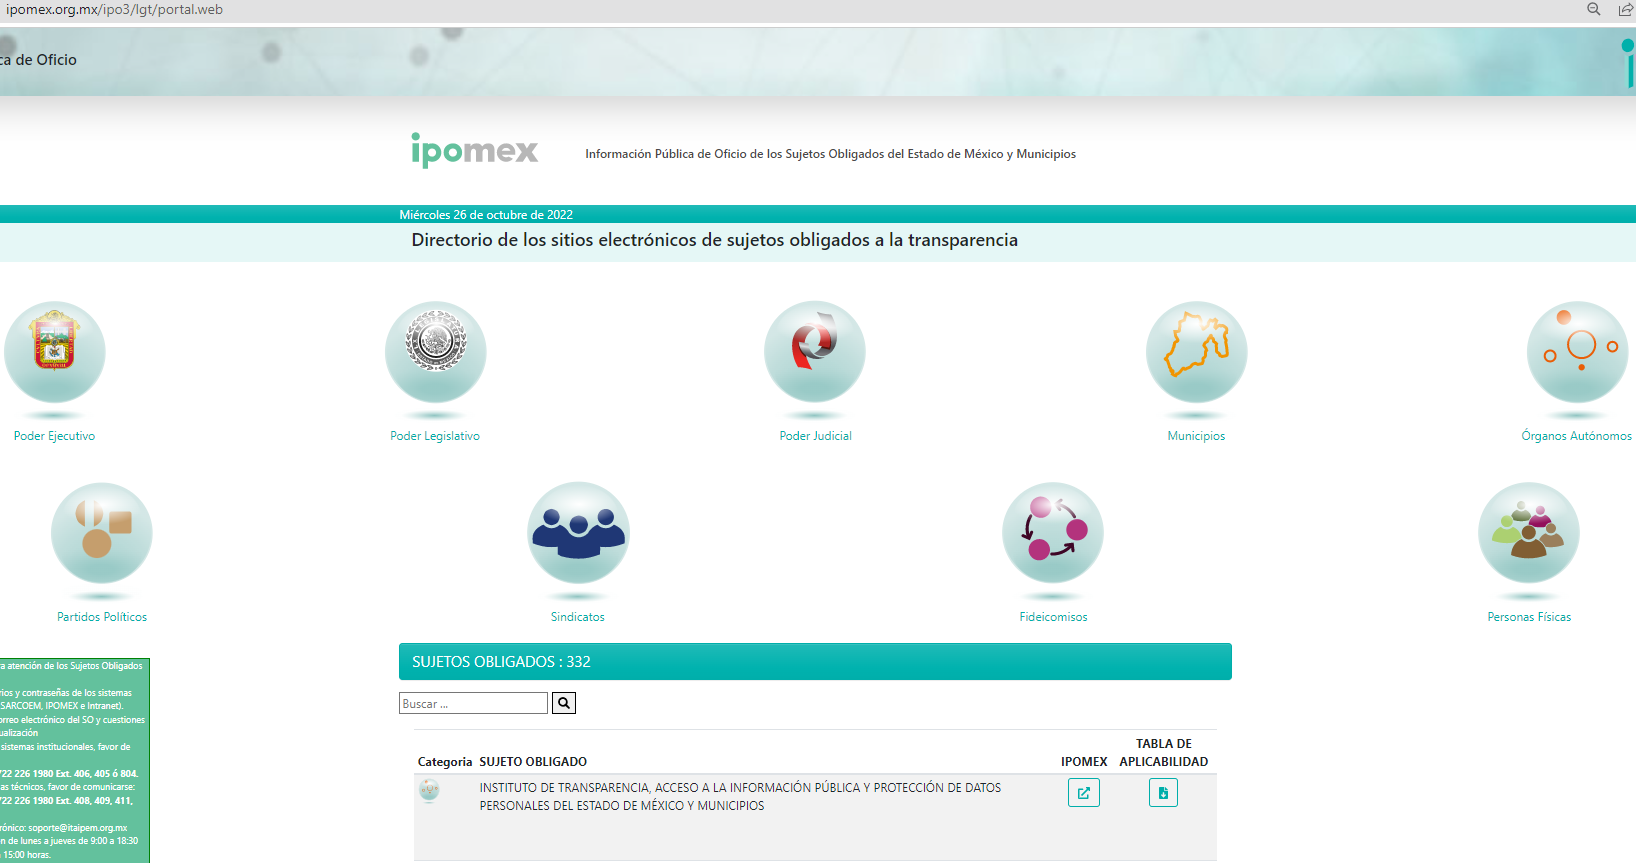 ipomex.org.mx/ipo3/lgt/portal.web
ca de Oficio
ipomex
Información Pública de Oficio de los Sujetos Obligados del Estado de México y Municipios
Miércoles 26 de octubre de 2022
Directorio de los sitios electrónicos de sujetos obligados a la transparencia
Poder Ejecutivo
Poder Legislativo
Poder Judicial
Municipios
Órganos Autónomos
Partidos Políticos
Sindicatos
Fideicomisos
Personas Físicas
ra atención de los Sujetos Obligados
rios y contraseñas de los sistemas
SARCOEM, IPOMEX e Intranet).
orreo electrónico del SO y cuestiones
ualización
sistemas institucionales, favor de
722 226 1980 Ext. 406, 405 ó 804.
as técnicos, favor de comunicarse:
722 226 1980 Ext. 408, 409, 411,
rónico: soporte@itaipem.org.mx
n de lunes a jueves de 9:00 a 18:30
15:00 horas.
SUJETOS OBLIGADOS : 332
Buscar ...
Categoria SUJETO OBLIGADO IPOMEX TABLA DE
APLICABILIDAD
INSTITUTO DE TRANSPARENCIA, ACCESO A LA INFORMACIÓN PÚBLICA Y PROTECCIÓN DE DATOS
PERSONALES DEL ESTADO DE MÉXICO Y MUNICIPIOS